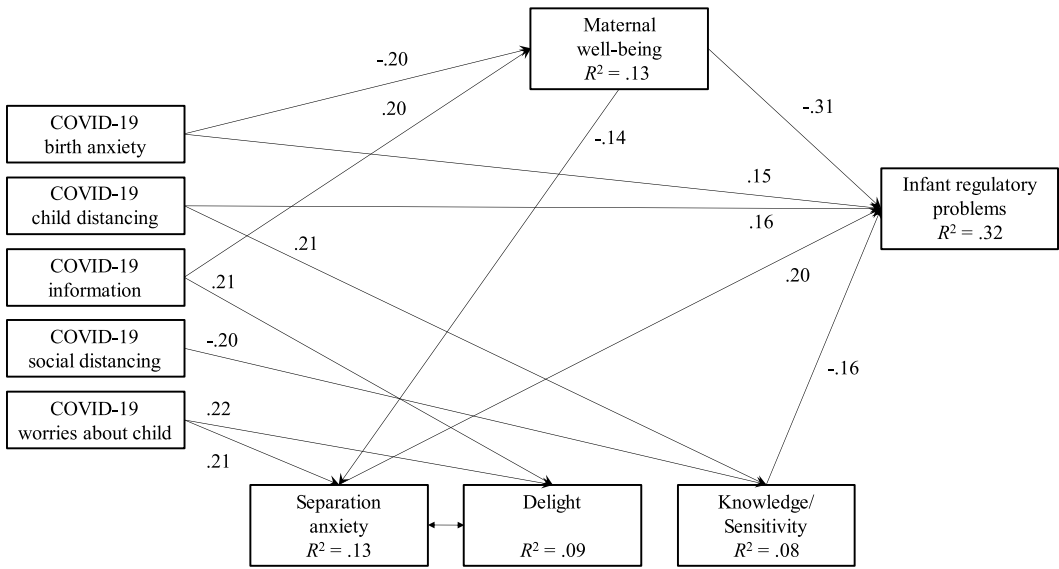 Maternal
well-being
R² = .13
-.20
.20
COVID-19
birth anxiety
-.31
-.14
.15
COVID-19
child distancing
Infant regulatory
problems
R² = .32
.16
.21
COVID-19
information
.21
.20
COVID-19
social distancing
-.20
-.16
COVID-19
worries about child
.22
.21
Separation
anxiety
R² = .13
Delight
R² = .09
Knowledge/
Sensitivity
R² = .08